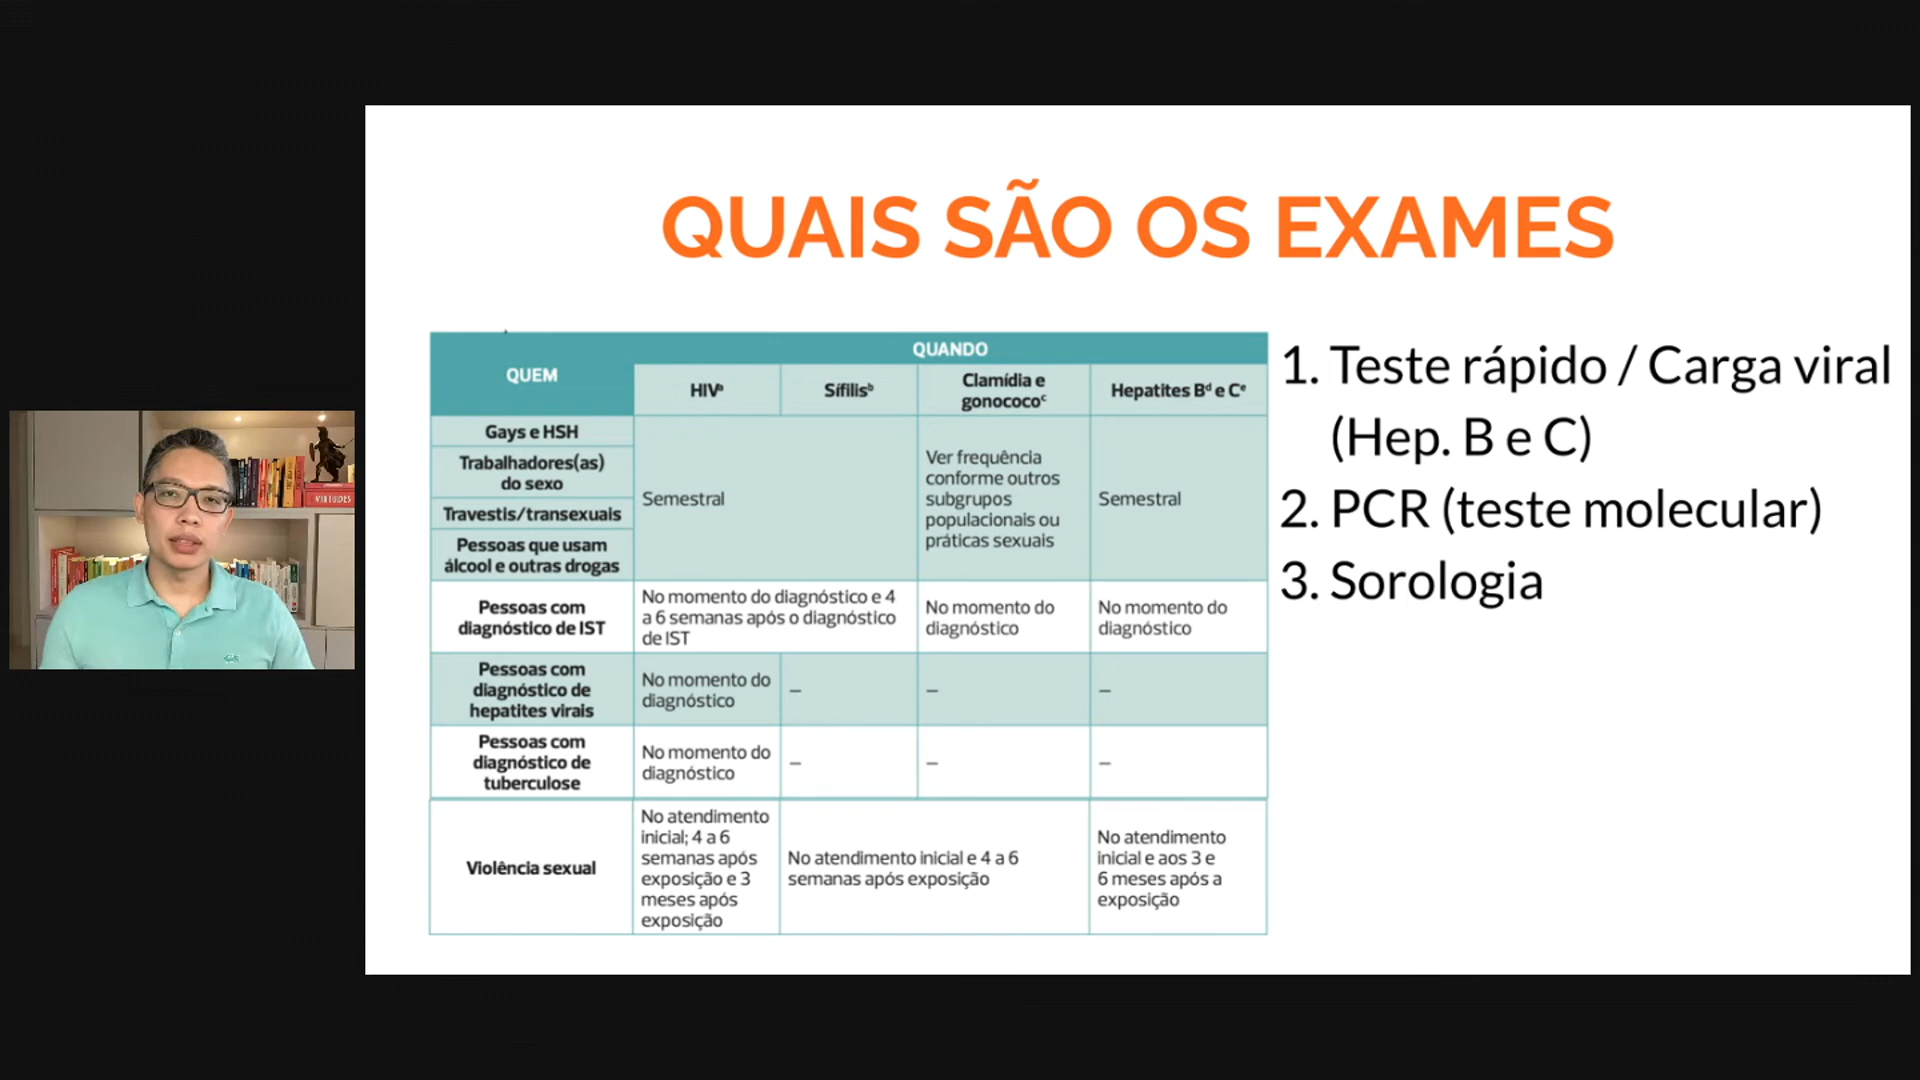 QUAIS SÃO OS EXAMES
QUEM
QUANDO
HIVᵃ
Sífilisᵇ
Clamídia e
gonococoᶜ
Hepatites Bᵈ e Cᵉ
Gays e HSH
Trabalhadores(as)
do sexo
Travestis/transexuais
Pessoas que usam
álcool e outras drogas
Semestral
Ver frequência
conforme outros
subgrupos
populacionais ou
práticas sexuais
Semestral
Pessoas com
diagnóstico de IST
No momento do diagnóstico e 4
a 6 semanas após o diagnóstico
de IST
No momento do
diagnóstico
No momento do
diagnóstico
Pessoas com
diagnóstico de
hepatites virais
No momento do
diagnóstico
–
–
–
Pessoas com
diagnóstico de
tuberculose
No momento do
diagnóstico
–
–
–
Violência sexual
No atendimento
inicial; 4 a 6
semanas após
exposição e 3
meses após
exposição
No atendimento inicial e 4 a 6
semanas após exposição
No atendimento
inicial e aos 3 e
6 meses após a
exposição
1. Teste rápido / Carga viral
(Hep. B e C)
2. PCR (teste molecular)
3. Sorologia
VIRTUDES